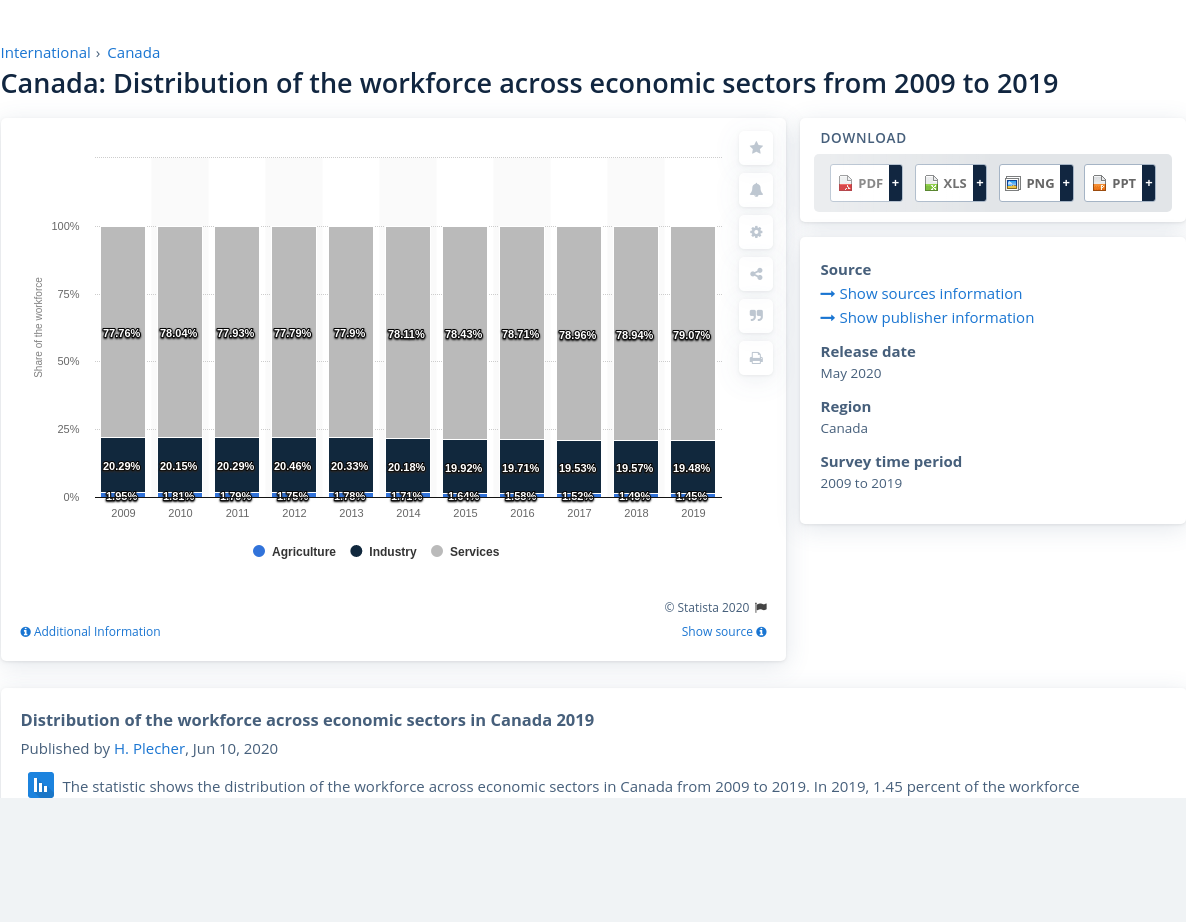 International › Canada
Canada: Distribution of the workforce across economic sectors from 2009 to 2019
Share of the workforce
100%
75%
50%
25%
0%
77.76% 78.04% 77.93% 77.79% 77.9% 78.11% 78.43% 78.71% 78.96% 78.94% 79.07%
20.29% 20.15% 20.29% 20.46% 20.33% 20.18% 19.92% 19.71% 19.53% 19.57% 19.48%
1.95% 1.81% 1.79% 1.75% 1.78% 1.71% 1.64% 1.58% 1.52% 1.49% 1.45%
2009 2010 2011 2012 2013 2014 2015 2016 2017 2018 2019
Agriculture Industry Services
© Statista 2020
Additional Information
Show source
DOWNLOAD
PDF + XLS + PNG + PPT +
Source
Show sources information
Show publisher information
Release date
May 2020
Region
Canada
Survey time period
2009 to 2019
Distribution of the workforce across economic sectors in Canada 2019
Published by H. Plecher, Jun 10, 2020
The statistic shows the distribution of the workforce across economic sectors in Canada from 2009 to 2019. In 2019, 1.45 percent of the workforce